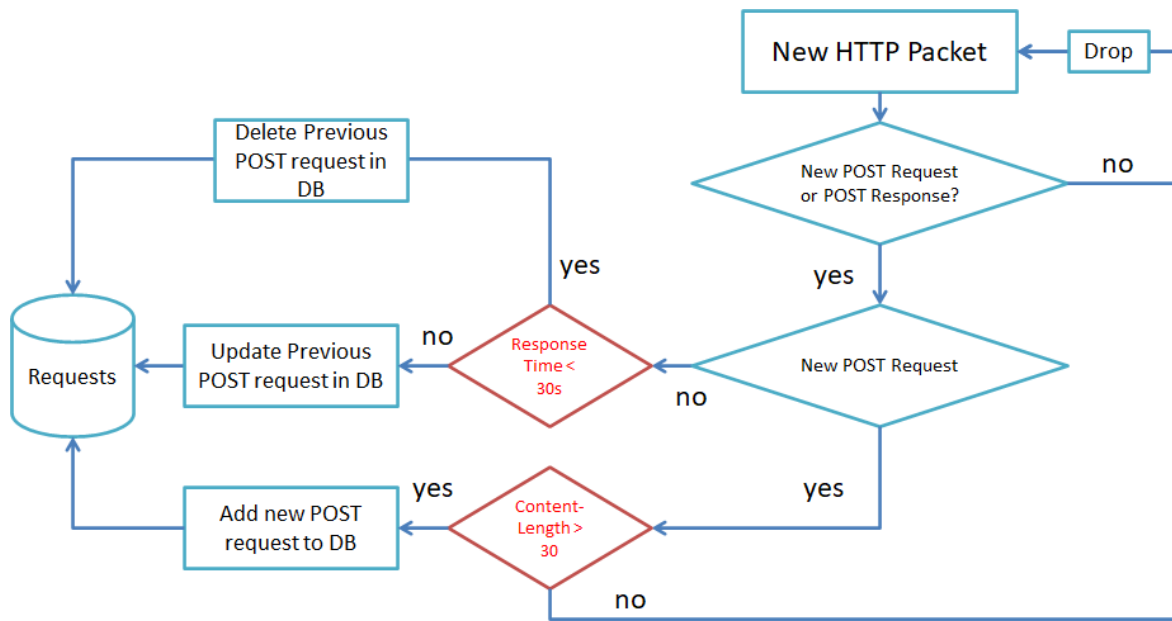 New HTTP Packet
Drop
Delete Previous
POST request in
DB
New POST Request
or POST Response?
no
yes
yes
Requests
Update Previous
POST request in DB
no
Response
Time <
30s
no
New POST Request
yes
Add new POST
request to DB
yes
Content-
Length >
30
no